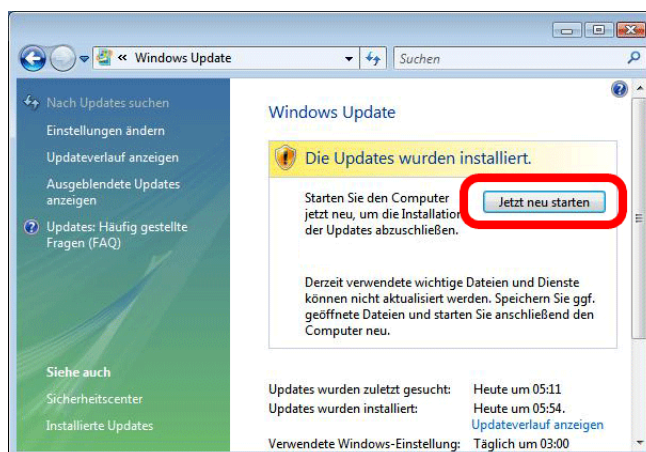 « Windows Update
Suchen
Nach Updates suchen
Einstellungen ändern
Updateverlauf anzeigen
Ausgeblendete Updates
anzeigen
Updates: Häufig gestellte
Fragen (FAQ)
Siehe auch
Sicherheitscenter
Installierte Updates
Windows Update
Die Updates wurden installiert.
Starten Sie den Computer
jetzt neu, um die Installation
der Updates abzuschließen.
Jetzt neu starten
Derzeit verwendete wichtige Dateien und Dienste
können nicht aktualisiert werden. Speichern Sie ggf.
geöffnete Dateien und starten Sie anschließend den
Computer neu.
Updates wurden zuletzt gesucht: Heute um 05:11
Updates wurden installiert: Heute um 05:54.
Updateverlauf anzeigen
Verwendete Windows-Einstellung: Täglich um 03:00